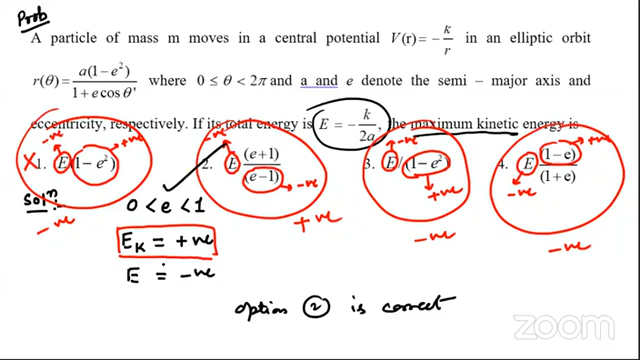 Prob
A particle of mass m moves in a central potential V(r) = -k/r in an elliptic orbit
r(θ) = a(1-e²)/1+e cos θ, where 0 ≤ θ < 2π and a and e denote the semi – major axis and
eccentricity, respectively. If its total energy is E = -k/2a, the maximum kinetic energy is
-ve +ve -ve -ve +ve +ve
X 1. E(1-e²) 2. E (e+1)/(e-1) 3. E/(1-e²) 4. E (1-e)/(1+e)
-ve +ve -ve
Solⁿ:-
0 < e < 1
-ve +ve -ve -ve
E_K = +ve
E = -ve
option ② is correct
zoom